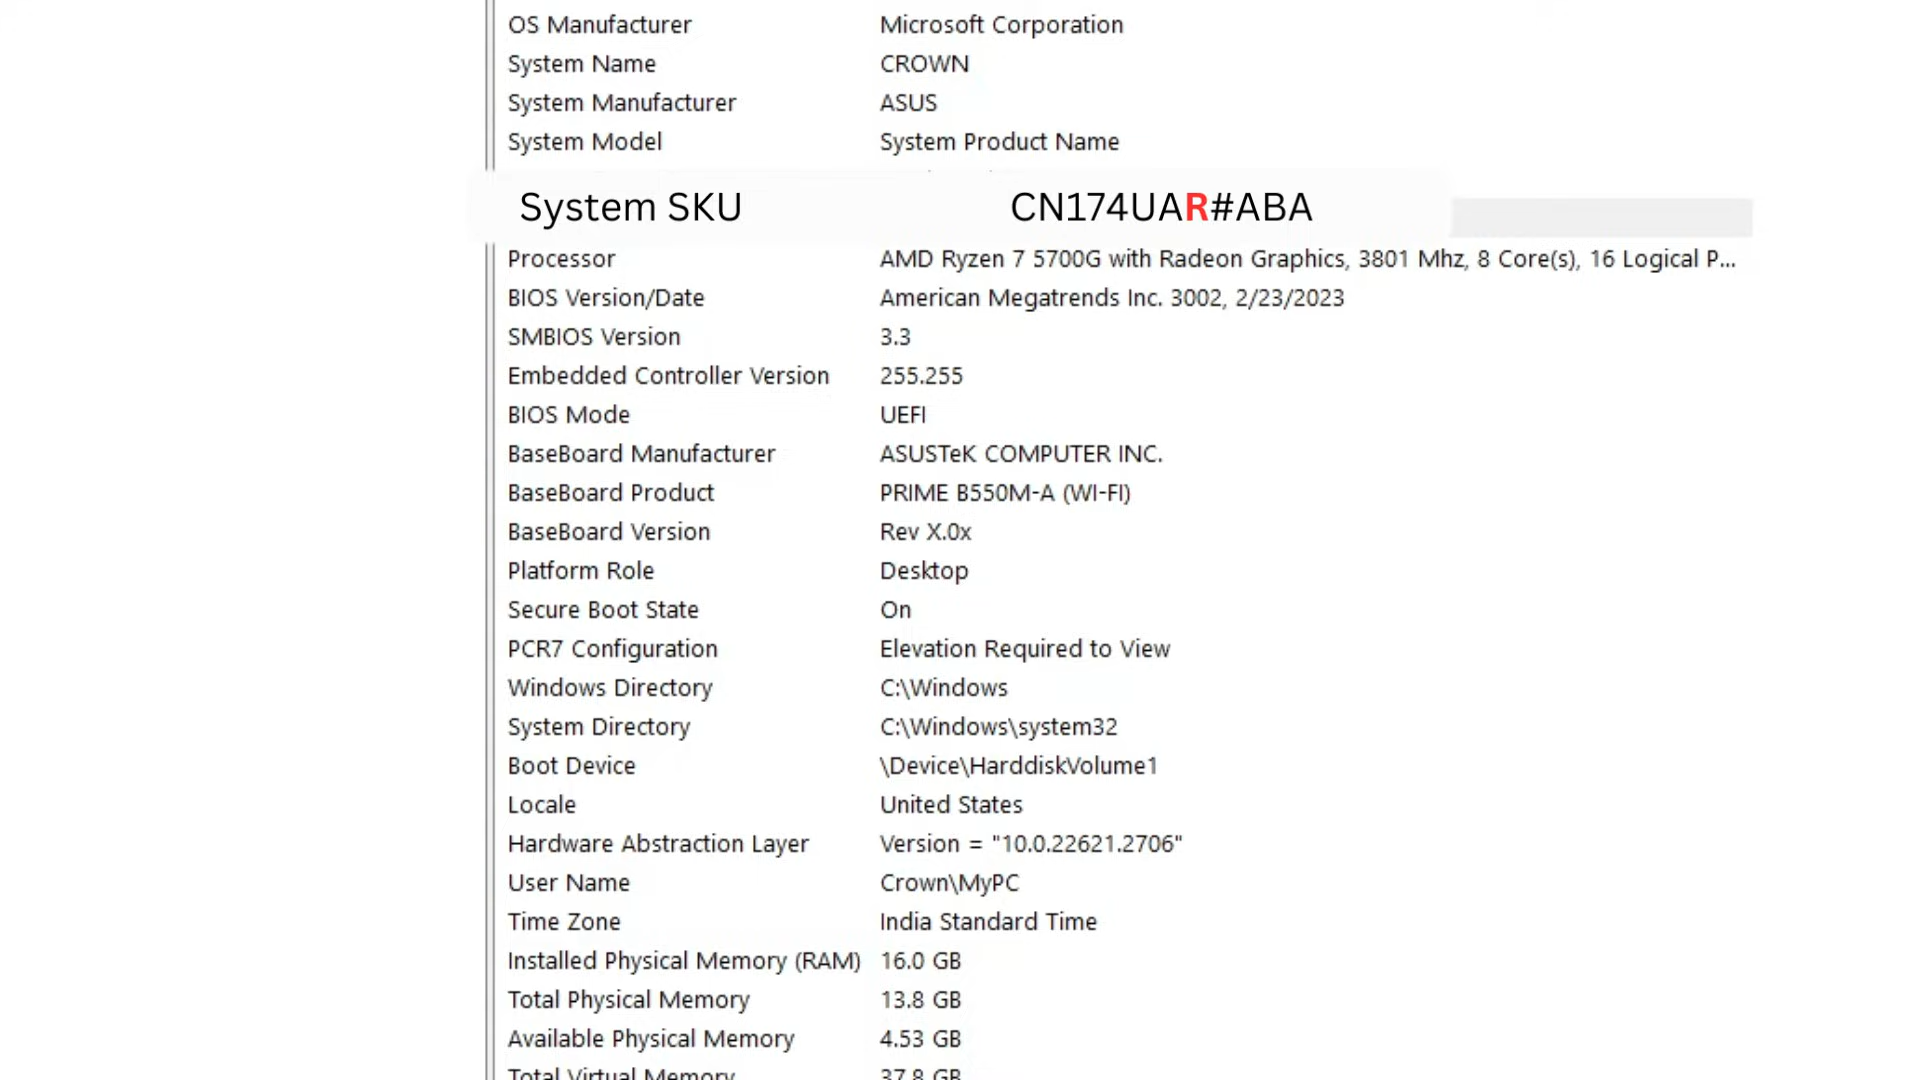 OS Manufacturer Microsoft Corporation
System Name CROWN
System Manufacturer ASUS
System Model System Product Name
System SKU CN174UAR#ABA
Processor AMD Ryzen 7 5700G with Radeon Graphics, 3801 Mhz, 8 Core(s), 16 Logical P...
BIOS Version/Date American Megatrends Inc. 3002, 2/23/2023
SMBIOS Version 3.3
Embedded Controller Version 255.255
BIOS Mode UEFI
BaseBoard Manufacturer ASUSTeK COMPUTER INC.
BaseBoard Product PRIME B550M-A (WI-FI)
BaseBoard Version Rev X.0x
Platform Role Desktop
Secure Boot State On
PCR7 Configuration Elevation Required to View
Windows Directory C:\Windows
System Directory C:\Windows\system32
Boot Device \Device\HarddiskVolume1
Locale United States
Hardware Abstraction Layer Version = "10.0.22621.2706"
User Name Crown\MyPC
Time Zone India Standard Time
Installed Physical Memory (RAM) 16.0 GB
Total Physical Memory 13.8 GB
Available Physical Memory 4.53 GB
Total Virtual Memory 37.8 GB